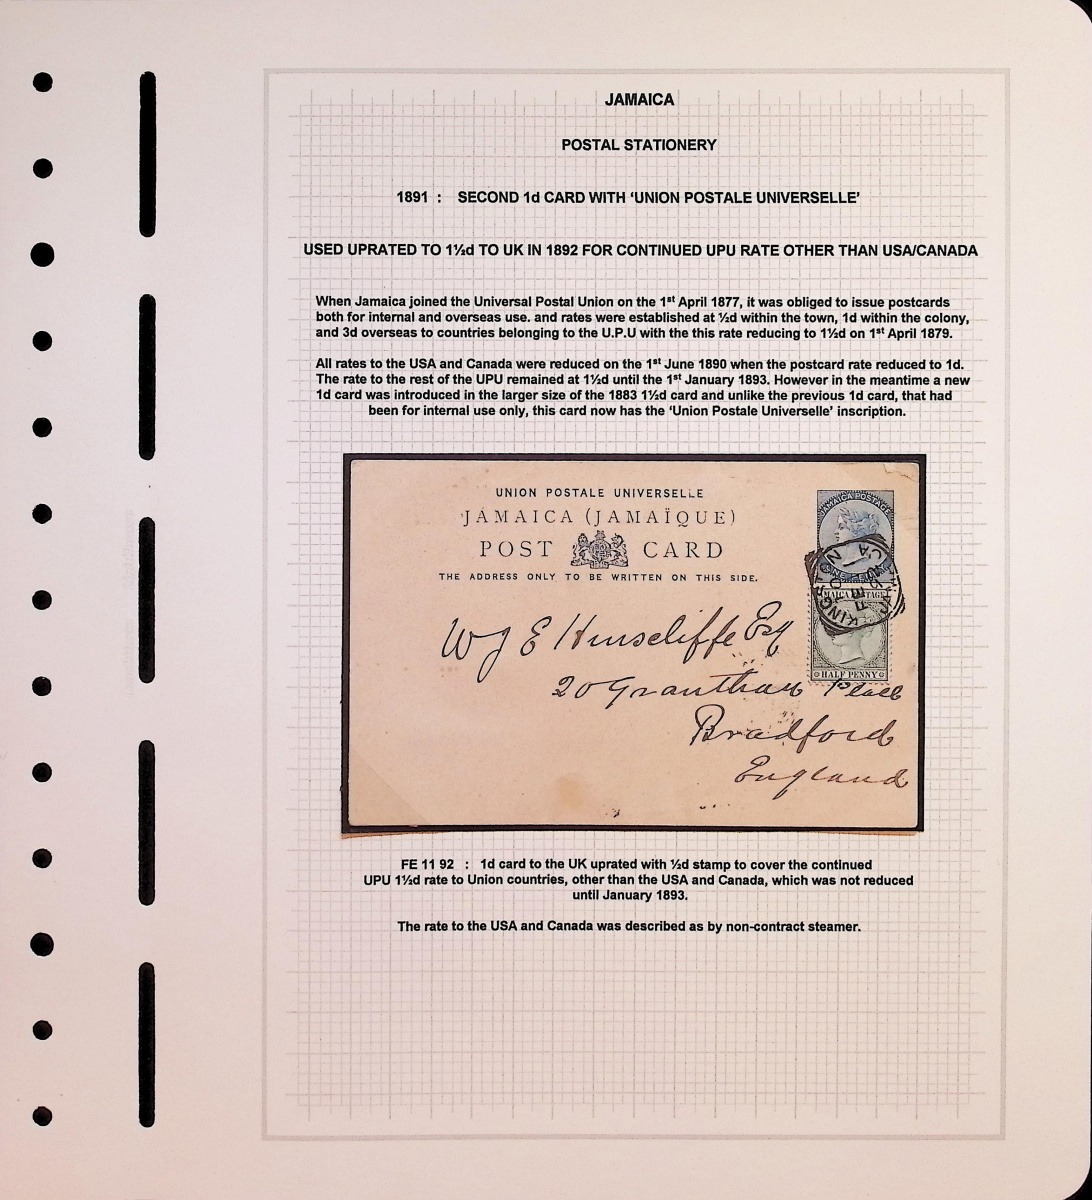 JAMAICA
POSTAL STATIONERY
1891 : SECOND 1d CARD WITH ‘UNION POSTALE UNIVERSELLE’
USED UPRATED TO 1½d TO UK IN 1892 FOR CONTINUED UPU RATE OTHER THAN USA/CANADA
When Jamaica joined the Universal Postal Union on the 1st April 1877, it was obliged to issue postcards
both for internal and overseas use. and rates were established at ½d within the town, 1d within the colony,
and 3d overseas to countries belonging to the U.P.U with the this rate reducing to 1½d on 1st April 1879.
All rates to the USA and Canada were reduced on the 1st June 1890 when the postcard rate reduced to 1d.
The rate to the rest of the UPU remained at 1½d until the 1st January 1893. However in the meantime a new
1d card was introduced in the larger size of the 1883 1½d card and unlike the previous 1d card, that had
been for internal use only, this card now has the ‘Union Postale Universelle’ inscription.
UNION POSTALE UNIVERSELLE
JAMAICA (JAMAÏQUE)
POST CARD
THE ADDRESS ONLY TO BE WRITTEN ON THIS SIDE.
JAMAICA POSTAGE
ONE PENNY
KINGSTON
JAMAICA
FE
HALF PENNY
W J E Hinscliffe Esq
20 Grantham Place
Bradford
England
FE 11 92 : 1d card to the UK uprated with ½d stamp to cover the continued
UPU 1½d rate to Union countries, other than the USA and Canada, which was not reduced
until January 1893.
The rate to the USA and Canada was described as by non-contract steamer.